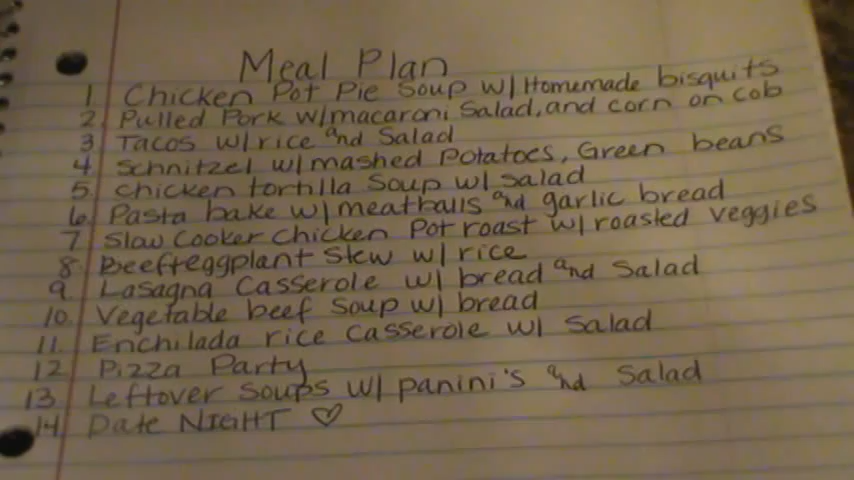 Meal Plan
1 Chicken Pot Pie Soup w/Homemade bisquits
2 Pulled Pork w/macaroni Salad, and corn on cob
3 Tacos w/rice and Salad
4 Schnitzel w/mashed Potatoes, Green beans
5 Chicken tortilla Soup w/ salad
6 Pasta bake w/meatballs and garlic bread
7 Slow Cooker Chicken Pot roast w/roasted veggies
8 Beef+eggplant Stew w/ rice
9. Lasagna Casserole w/ bread and Salad
10. Vegetable beef Soup w/ bread
11. Enchilada rice Casserole w/ Salad
12 Pizza Party
13. Leftover Soups w/ panini's and Salad
14 Date NIGHT ♡